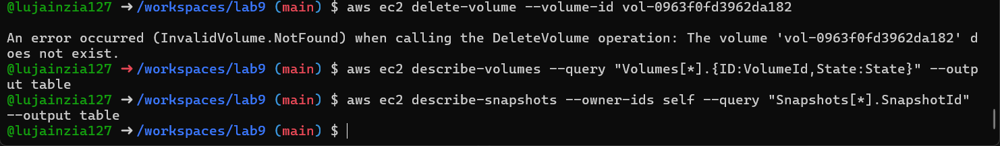 @lujainzia127 ➜ /workspaces/lab9 (main) $ aws ec2 delete-volume --volume-id vol-0963f0fd3962da182
An error occurred (InvalidVolume.NotFound) when calling the DeleteVolume operation: The volume 'vol-0963f0fd3962da182' d
oes not exist.
@lujainzia127 ➜ /workspaces/lab9 (main) $ aws ec2 describe-volumes --query "Volumes[*].{ID:VolumeId,State:State}" --outp
ut table
@lujainzia127 ➜ /workspaces/lab9 (main) $ aws ec2 describe-snapshots --owner-ids self --query "Snapshots[*].SnapshotId"
--output table
@lujainzia127 ➜ /workspaces/lab9 (main) $